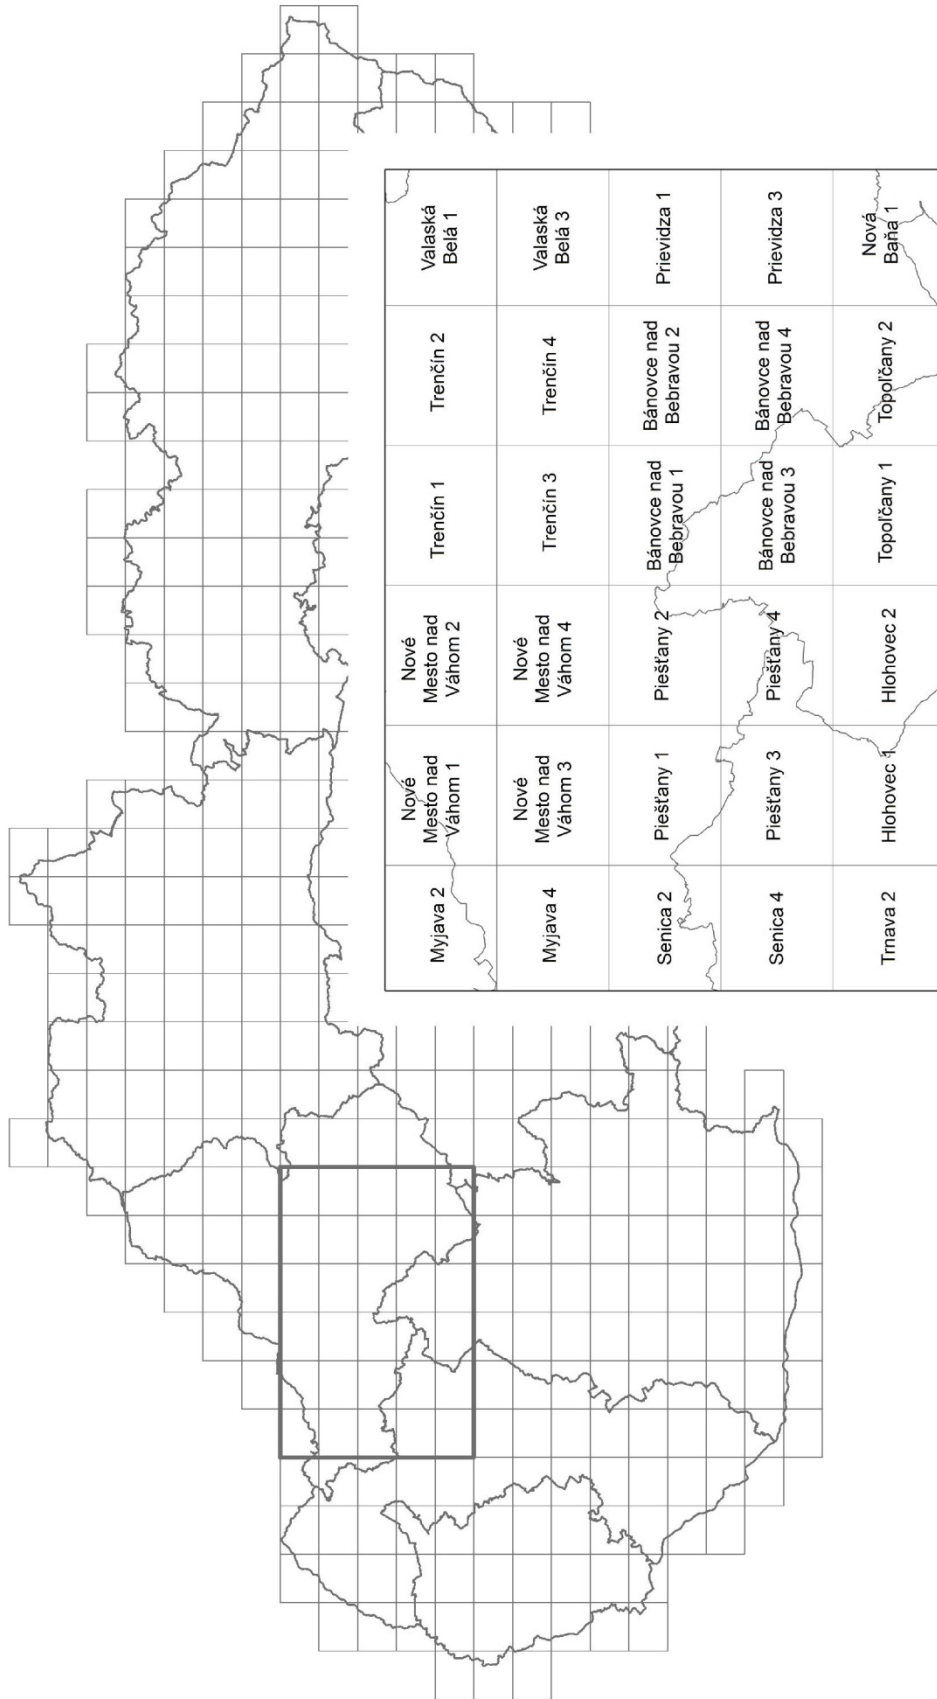 Myjava 2
Nové
Mesto nad
Váhom 1
Nové
Mesto nad
Váhom 2
Trenčín 1
Trenčín 2
Valaská
Belá 1
Myjava 4
Nové
Mesto nad
Váhom 3
Nové
Mesto nad
Váhom 4
Trenčín 3
Trenčín 4
Valaská
Belá 3
Senica 2
Piešťany 1
Piešťany 2
Bánovce nad
Bebravou 1
Bánovce nad
Bebravou 2
Prievidza 1
Senica 4
Piešťany 3
Piešťany 4
Bánovce nad
Bebravou 3
Bánovce nad
Bebravou 4
Prievidza 3
Trnava 2
Hlohovec 1
Hlohovec 2
Topoľčany 1
Topoľčany 2
Nová
Baňa 1